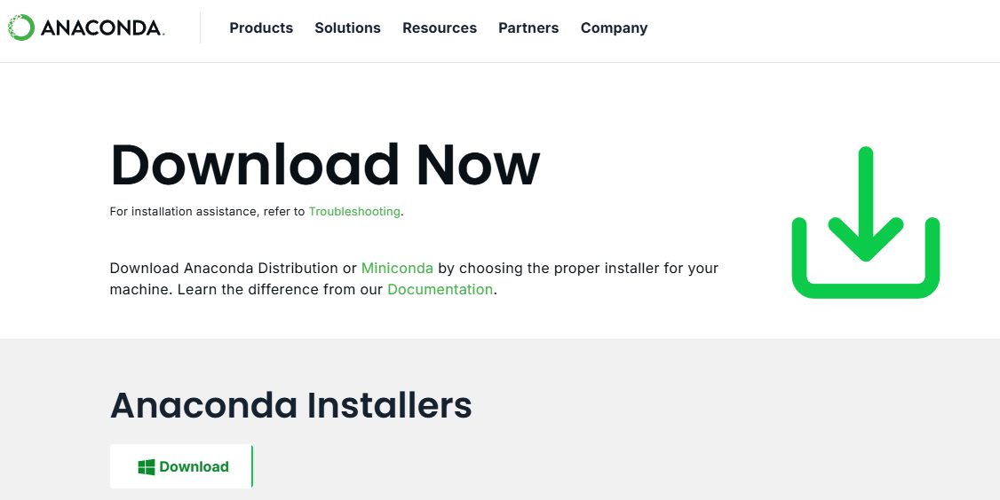 ANACONDA.
Products Solutions Resources Partners Company
Download Now
For installation assistance, refer to Troubleshooting.
Download Anaconda Distribution or Miniconda by choosing the proper installer for your
machine. Learn the difference from our Documentation.
Anaconda Installers
Download